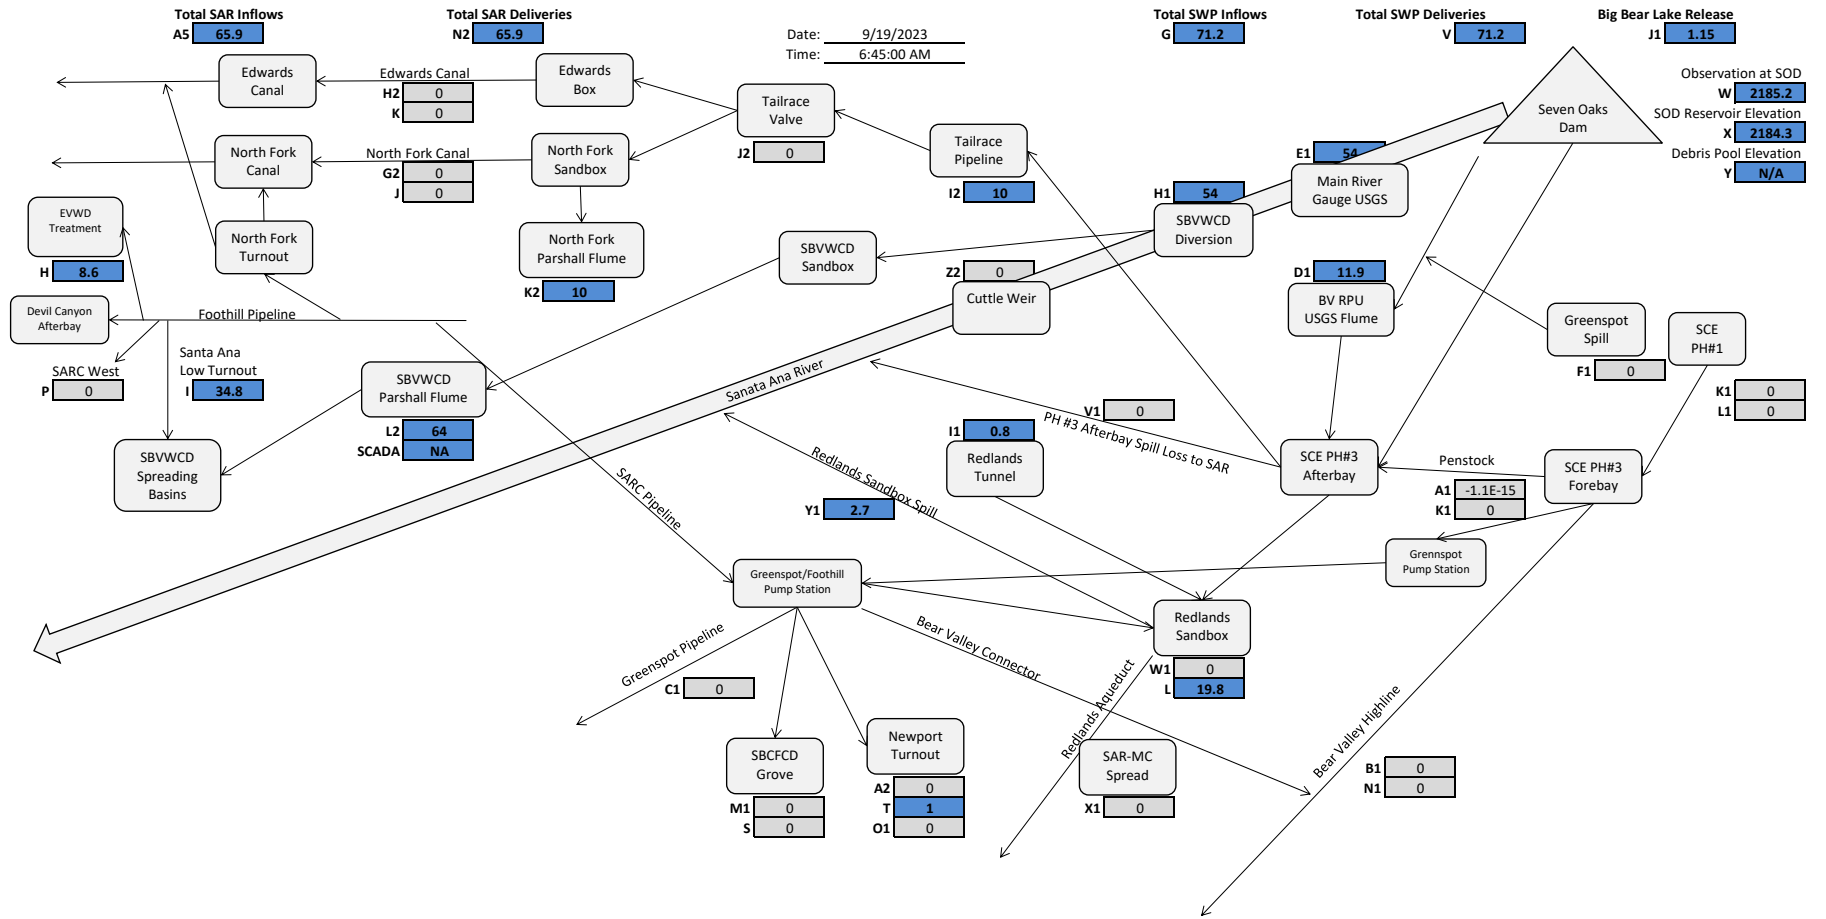 Total SAR Inflows
A5 65.9
Total SAR Deliveries
N2 65.9
Date: 9/19/2023
Time: 6:45:00 AM
Total SWP Inflows
G 71.2
Total SWP Deliveries
V 71.2
Big Bear Lake Release
J1 1.15
Edwards
Canal
Edwards Canal
H2 0
K 0
Edwards
Box
Tailrace
Valve
J2 0
Tailrace
Pipeline
I2 10
Seven Oaks
Dam
Observation at SOD
W 2185.2
SOD Reservoir Elevation
X 2184.3
Debris Pool Elevation
Y N/A
North Fork
Canal
North Fork Canal
G2 0
J 0
North Fork
Sandbox
E1 54
Main River
Gauge USGS
H1 54
SBVWCD
Diversion
EVWD
Treatment
H 8.6
North Fork
Turnout
North Fork
Parshall Flume
K2 10
SBVWCD
Sandbox
Z2 0
Cuttle Weir
D1 11.9
BV RPU
USGS Flume
Greenspot
Spill
F1 0
SCE
PH#1
K1 0
L1 0
Devil Canyon
Afterbay
Foothill Pipeline
SARC West
P 0
Santa Ana
Low Turnout
I 34.8
SBVWCD
Parshall Flume
L2 64
SCADA NA
SBVWCD
Spreading
Basins
Sanata Ana River
V1 0
PH #3 Afterbay Spill Loss to SAR
I1 0.8
Redlands
Tunnel
SCE PH#3
Afterbay
Penstock
A1 -1.1E-15
K1 0
SCE PH#3
Forebay
SARC Pipeline
Redlands Sandbox Spill
Y1 2.7
Grennspot
Pump Station
Greenspot/Foothill
Pump Station
Redlands
Sandbox
W1 0
L 19.8
Greenspot Pipeline
C1 0
Bear Valley Connector
Redlands Aqueduct
Bear Valley Highline
SBCFCD
Grove
M1 0
S 0
Newport
Turnout
A2 0
T 1
O1 0
SAR-MC
Spread
X1 0
B1 0
N1 0